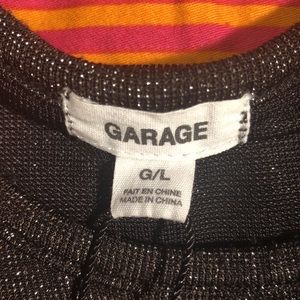 GARAGE
G/L
FAIT EN CHINE
MADE IN CHINA